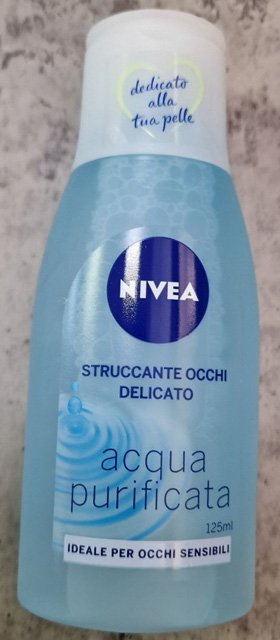 dedicato
alla
tua pelle
NIVEA
STRUCCANTE OCCHI
DELICATO
acqua
purificata
125ml
IDEALE PER OCCHI SENSIBILI